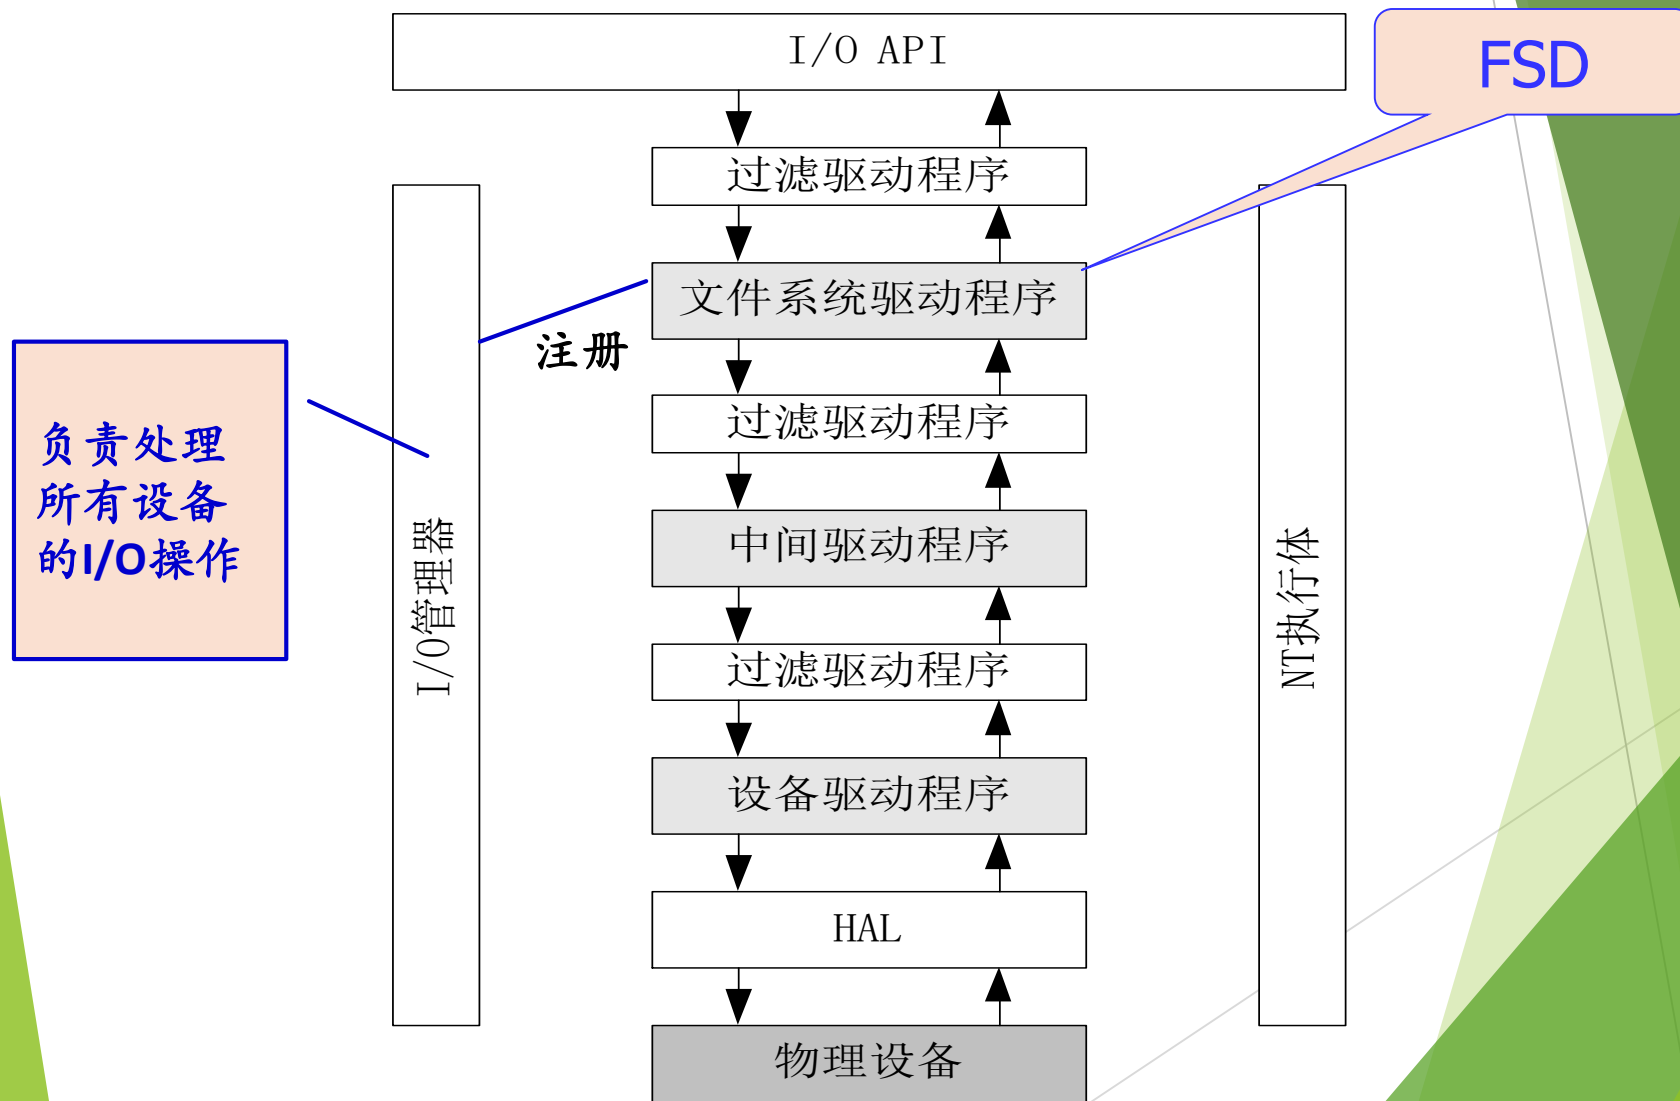 I/O API
FSD
过滤驱动程序
文件系统驱动程序
注册
过滤驱动程序
负责处理
所有设备
的I/O操作
I/O管理器
中间驱动程序
NT执行体
过滤驱动程序
设备驱动程序
HAL
物理设备